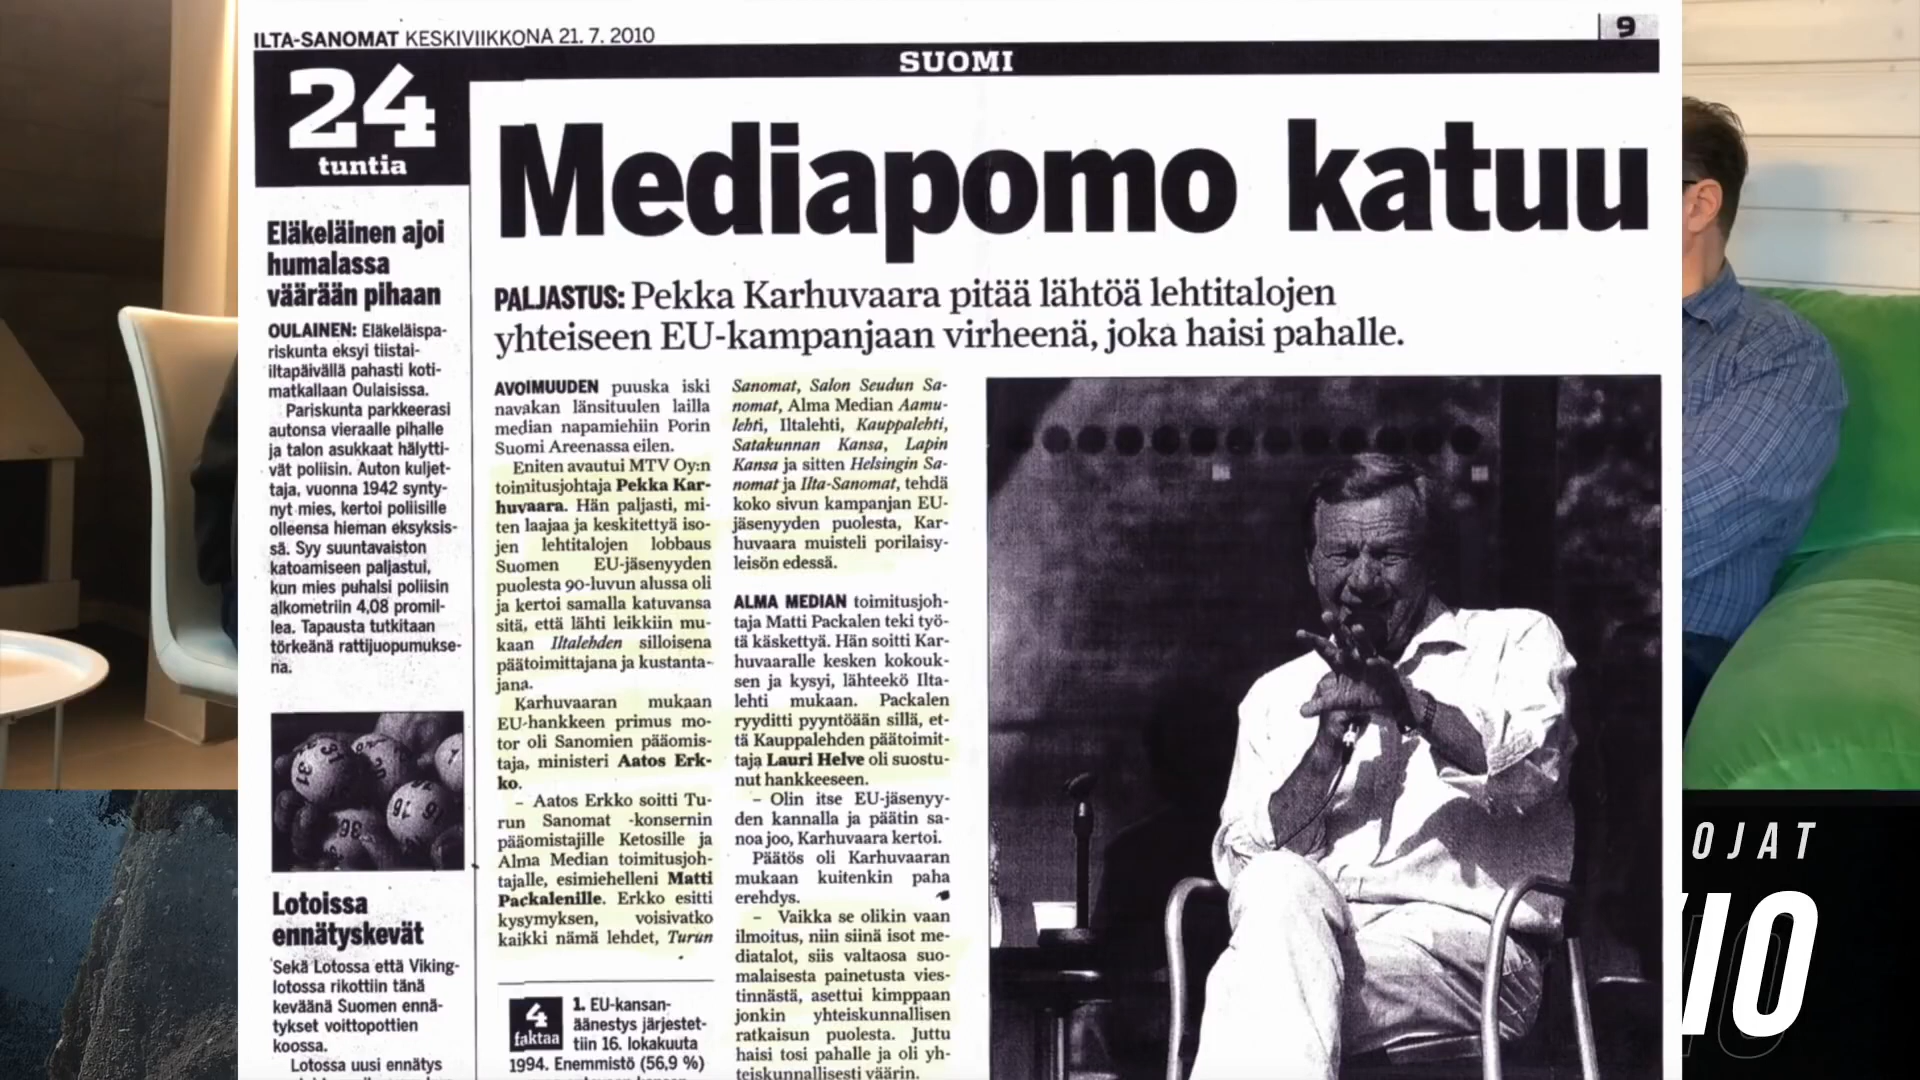 ILTA-SANOMAT KESKIVIIKKONA 21. 7. 2010
9
SUOMI
24
tuntia
Eläkeläinen ajoi
humalassa
väärään pihaan
OULAINEN: Eläkeläispa-
riskunta eksyi tiistai-
iltapäivällä pahasti koti-
matkallaan Oulaisissa.
Pariskunta parkkeerasi
autonsa vieraalle pihalle
ja talon asukkaat hälytti-
vät poliisin. Auton kuljet-
taja, vuonna 1942 synty-
nyt mies, kertoi poliisille
olleensa hieman eksyksis-
sä. Syy suuntavaiston
katoamiseen paljastui,
kun mies puhalsi poliisin
alkometriin 4,08 promil-
lea. Tapausta tutkitaan
törkeänä rattijuopumukse-
na.
Lotoissa
ennätyskevät
Sekä Lotossa että Viking-
lotossa rikottiin tänä
keväänä Suomen ennä-
tykset voittopottien
koossa.
Lotossa uusi ennätys
Mediapomo katuu
PALJASTUS: Pekka Karhuvaara pitää lähtöä lehtitalojen
yhteiseen EU-kampanjaan virheenä, joka haisi pahalle.
AVOIMUUDEN puuska iski
navakan länsituulen lailla
median napamiehiin Porin
Suomi Areenassa eilen.
Eniten avautui MTV Oy:n
toimitusjohtaja Pekka Kar-
huvaara. Hän paljasti, mi-
ten laajaa ja keskitettyä iso-
jen lehtitalojen lobbaus
Suomen EU-jäsenyyden
puolesta 90-luvun alussa oli
ja kertoi samalla katuvansa
sitä, että lähti leikkiin mu-
kaan Iltalehden silloisena
päätoimittajana ja kustanta-
jana.
Karhuvaaran mukaan
EU-hankkeen primus mo-
tor oli Sanomien pääomis-
taja, ministeri Aatos Erk-
ko.
– Aatos Erkko soitti Tu-
run Sanomat -konsernin
pääomistajille Ketosille ja
Alma Median toimitusjoh-
tajalle, esimiehelleni Matti
Packalenille. Erkko esitti
kysymyksen, voisivatko
kaikki nämä lehdet, Turun
4
faktaa
1. EU-kansan-
äänestys järjestet-
tiin 16. lokakuuta
1994. Enemmistö (56,9 %)
Sanomat, Salon Seudun Sa-
nomat, Alma Median Aamu-
lehti, Iltalehti, Kauppalehti,
Satakunnan Kansa, Lapin
Kansa ja sitten Helsingin Sa-
nomat ja Ilta-Sanomat, tehdä
koko sivun kampanjan EU-
jäsenyyden puolesta, Kar-
huvaara muisteli porilaisy-
leisön edessä.
ALMA MEDIAN toimitusjoh-
taja Matti Packalen teki työ-
tä käskettyä. Hän soitti Kar-
huvaaralle kesken kokouk-
sen ja kysyi, lähteekö Ilta-
lehti mukaan. Packalen
ryyditti pyyntöään sillä, et-
tä Kauppalehden päätoimit-
taja Lauri Helve oli suostu-
nut hankkeeseen.
– Olin itse EU-jäsenyy-
den kannalla ja päätin sa-
noa joo, Karhuvaara kertoi.
Päätös oli Karhuvaaran
mukaan kuitenkin paha
erehdys.
– Vaikka se olikin vaan
ilmoitus, niin siinä isot me-
diatalot, siis valtaosa suo-
malaisesta painetusta vies-
tinnästä, asettui kimppaan
jonkin yhteiskunnallisen
ratkaisun puolesta. Juttu
haisi tosi pahalle ja oli yh-
teiskunnallisesti väärin.
OJAT
IO